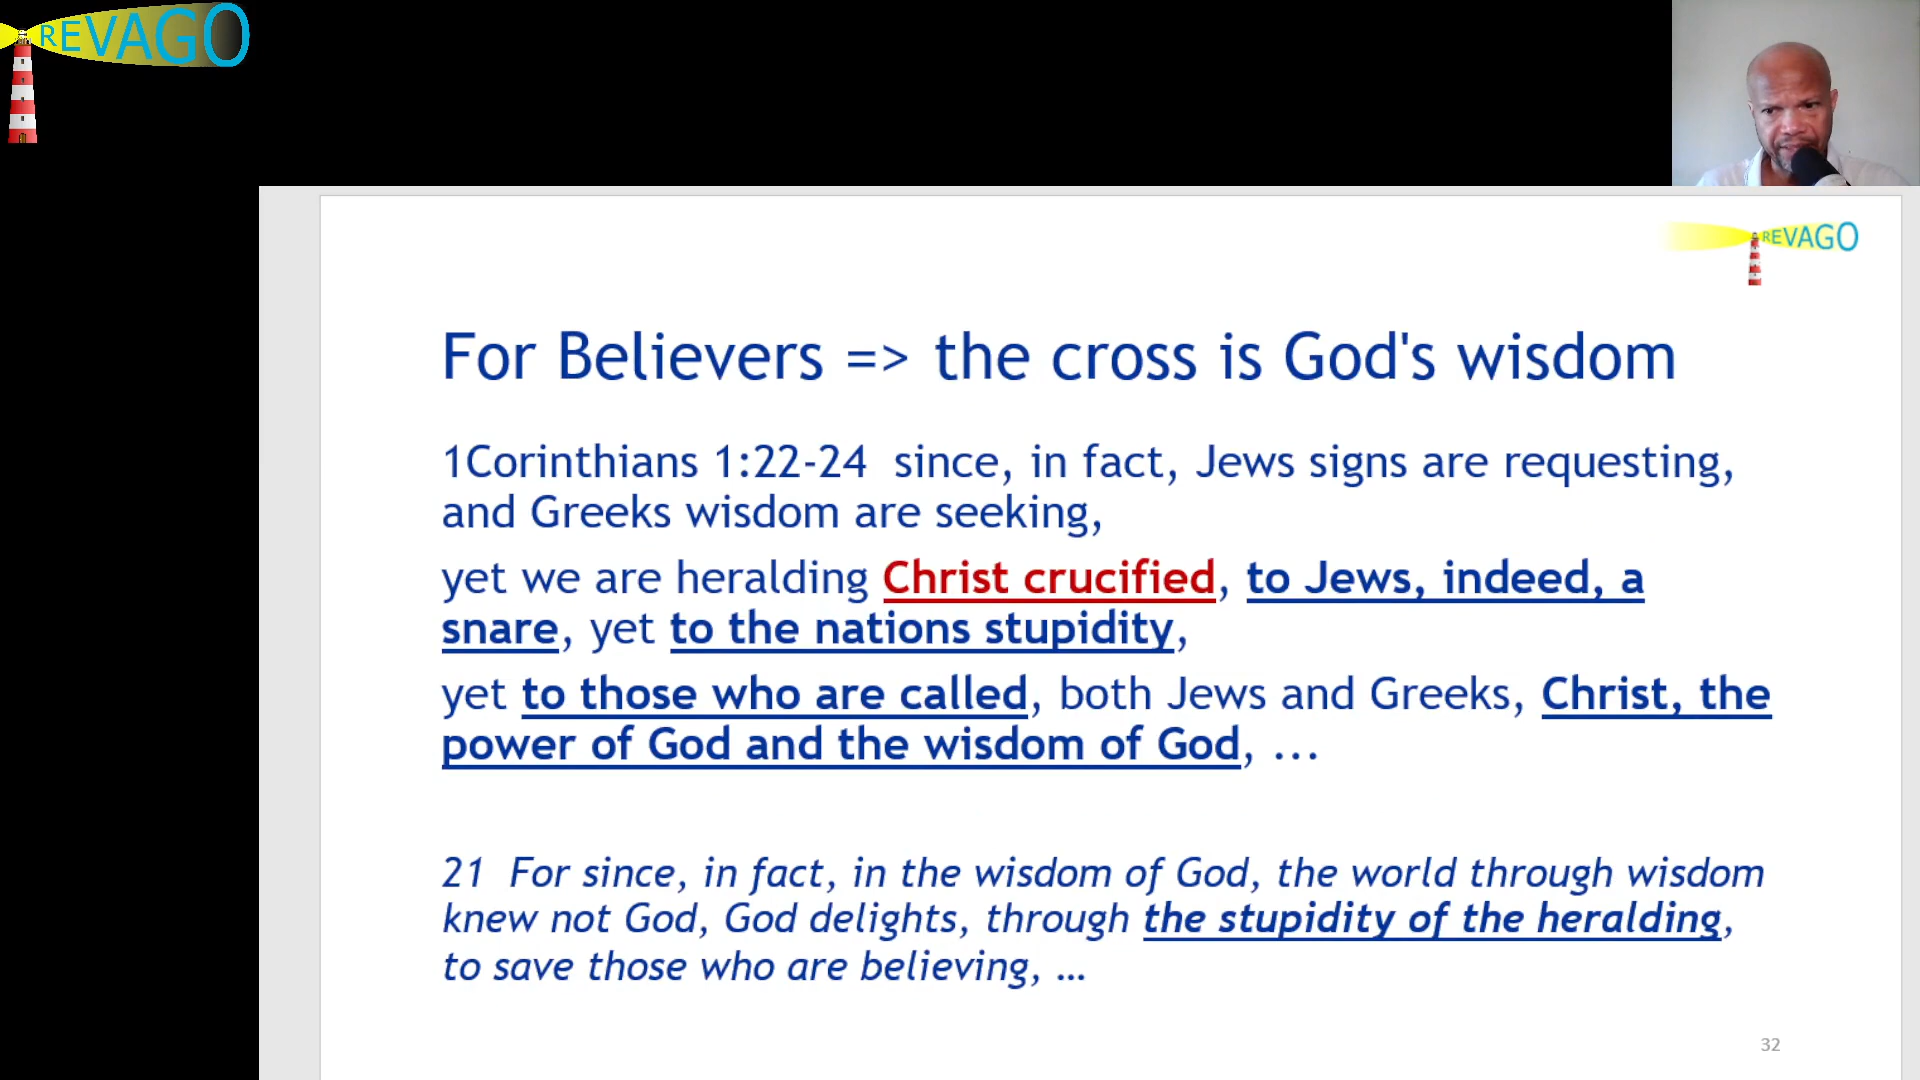 REVAGO
REVAGO
For Believers => the cross is God's wisdom
1Corinthians 1:22-24  since, in fact, Jews signs are requesting,
and Greeks wisdom are seeking,
yet we are heralding Christ crucified, to Jews, indeed, a
snare, yet to the nations stupidity,
yet to those who are called, both Jews and Greeks, Christ, the
power of God and the wisdom of God, ...
21  For since, in fact, in the wisdom of God, the world through wisdom
knew not God, God delights, through the stupidity of the heralding,
to save those who are believing, …
32